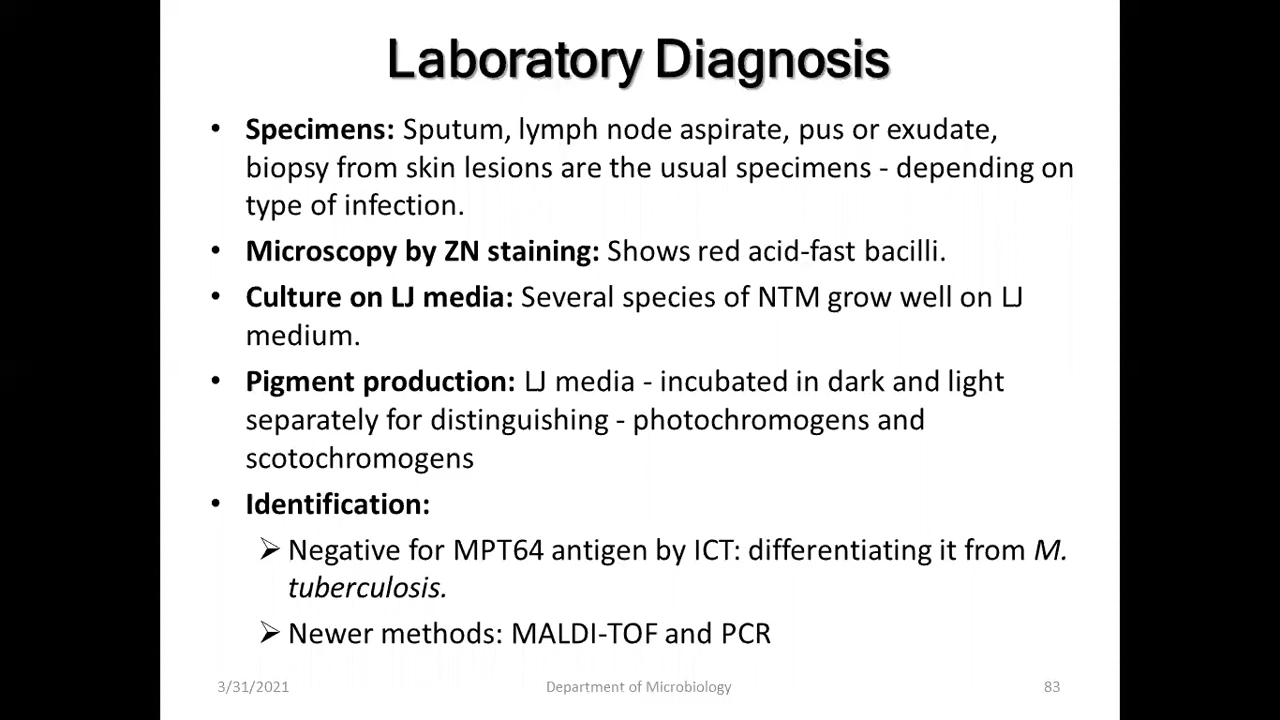 Laboratory Diagnosis
• Specimens: Sputum, lymph node aspirate, pus or exudate,
biopsy from skin lesions are the usual specimens - depending on
type of infection.
• Microscopy by ZN staining: Shows red acid-fast bacilli.
• Culture on LJ media: Several species of NTM grow well on LJ
medium.
• Pigment production: LJ media - incubated in dark and light
separately for distinguishing - photochromogens and
scotochromogens
• Identification:
➢ Negative for MPT64 antigen by ICT: differentiating it from M.
tuberculosis.
➢ Newer methods: MALDI-TOF and PCR
3/31/2021 Department of Microbiology 83